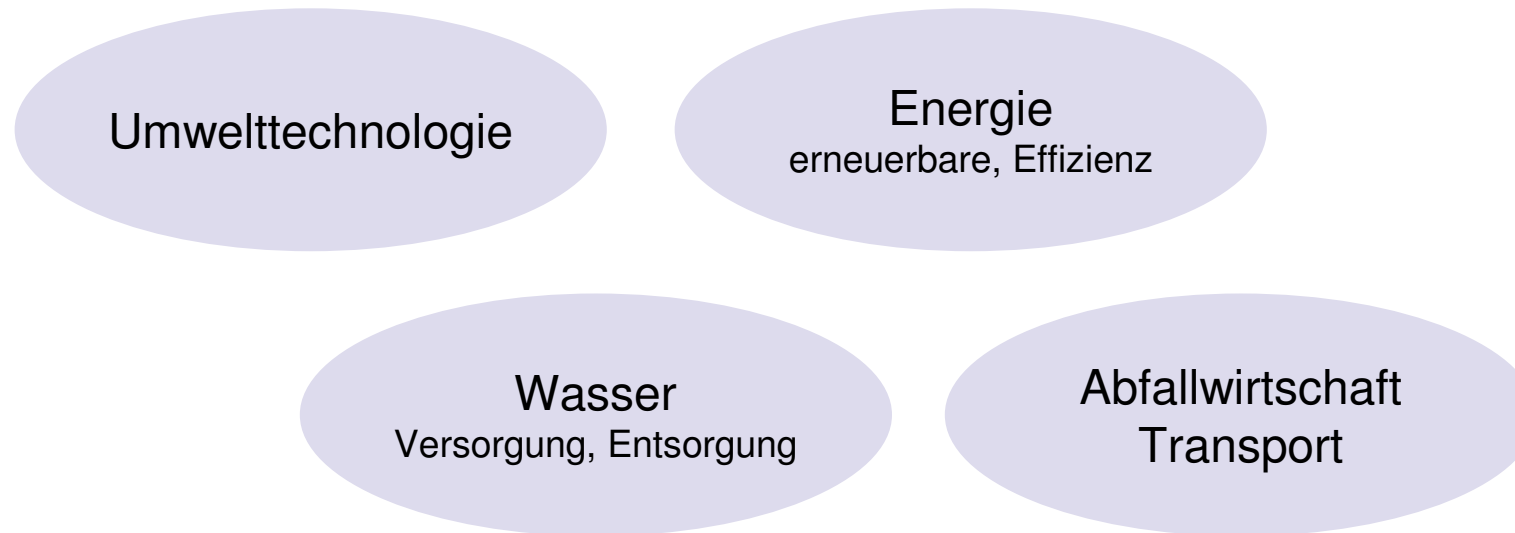 Umwelttechnologie
Energie
erneuerbare, Effizienz
Wasser
Versorgung, Entsorgung
Abfallwirtschaft
Transport